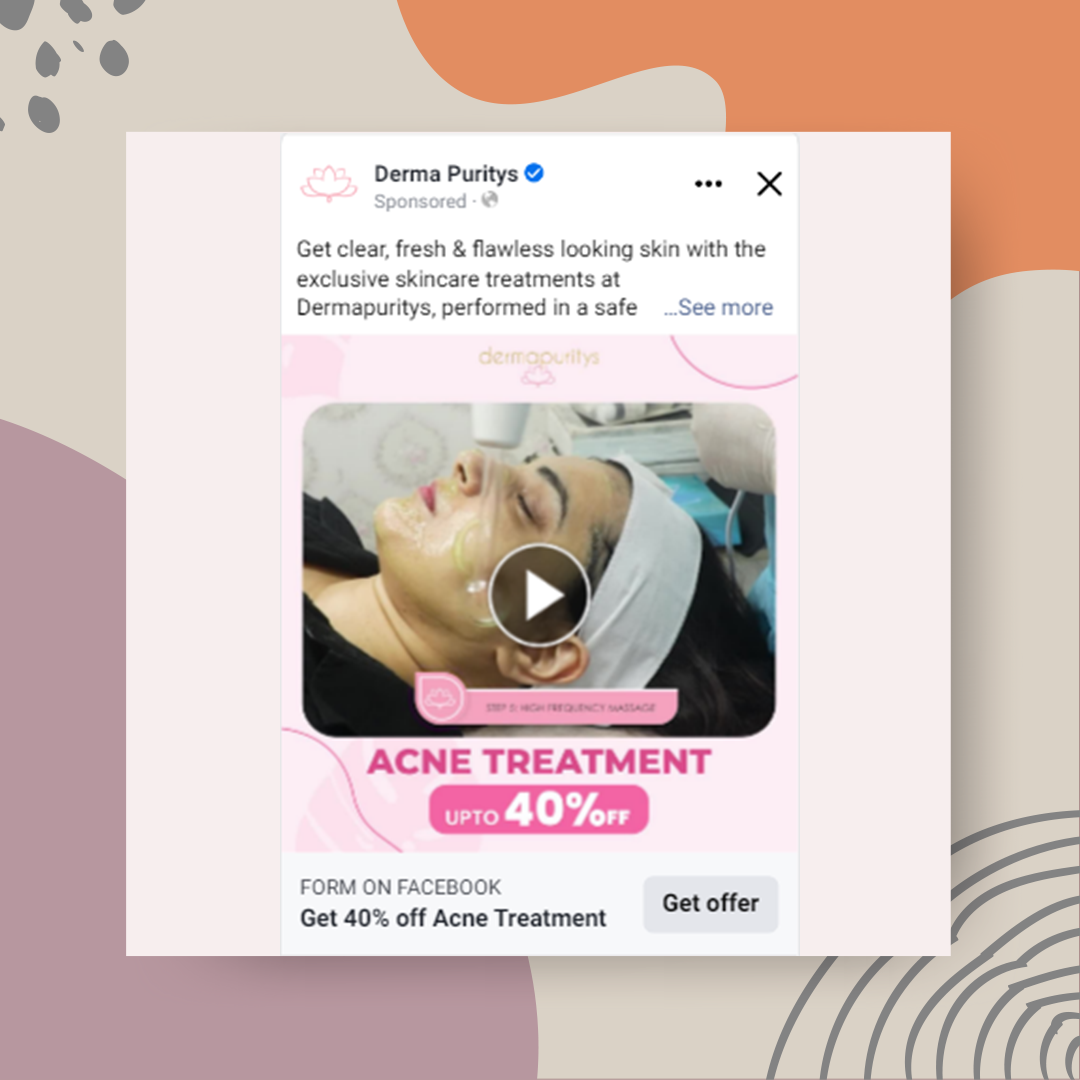 Derma Puritys
Sponsored ·
Get clear, fresh & flawless looking skin with the
exclusive skincare treatments at
Dermapuritys, performed in a safe ...See more
dermapuritys
STEP 5: HIGH FREQUENCY MASSAGE
ACNE TREATMENT
UPTO 40%OFF
FORM ON FACEBOOK
Get 40% off Acne Treatment
Get offer